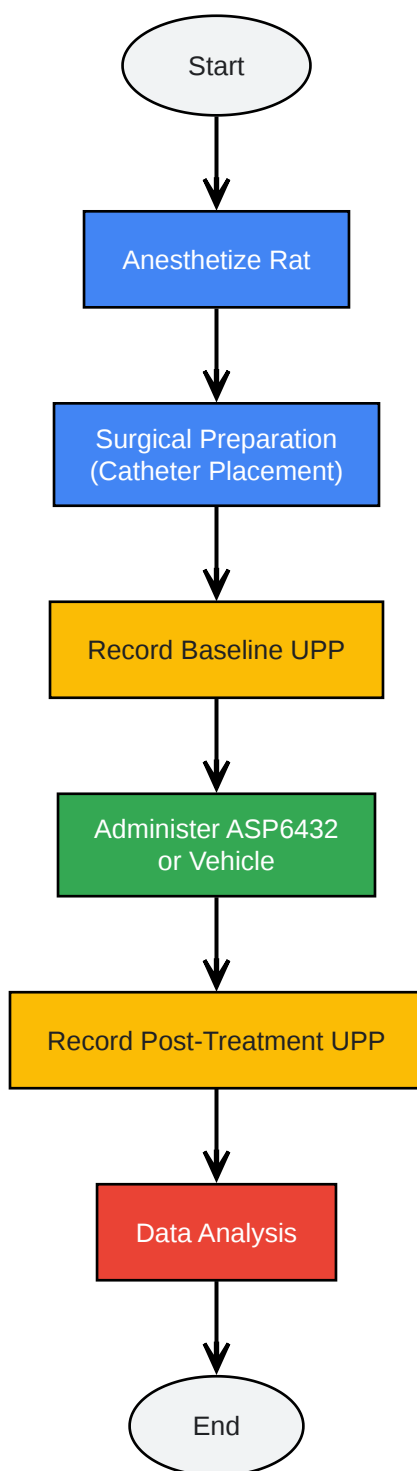 Start
Anesthetize Rat
Surgical Preparation
(Catheter Placement)
Record Baseline UPP
Administer ASP6432
or Vehicle
Record Post-Treatment UPP
Data Analysis
End